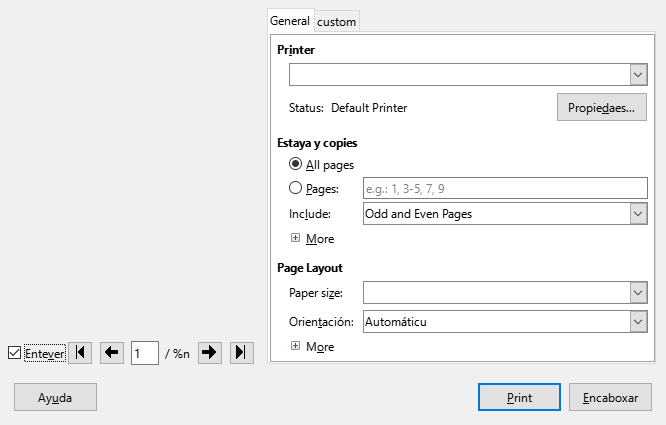 General custom
Printer
Status: Default Printer
Propiedaes...
Estaya y copies
All pages
Pages: e.g.: 1, 3-5, 7, 9
Include: Odd and Even Pages
More
Page Layout
Paper size:
Orientación: Automáticu
More
Entever 1 / %n
Ayuda Print Encaboxar